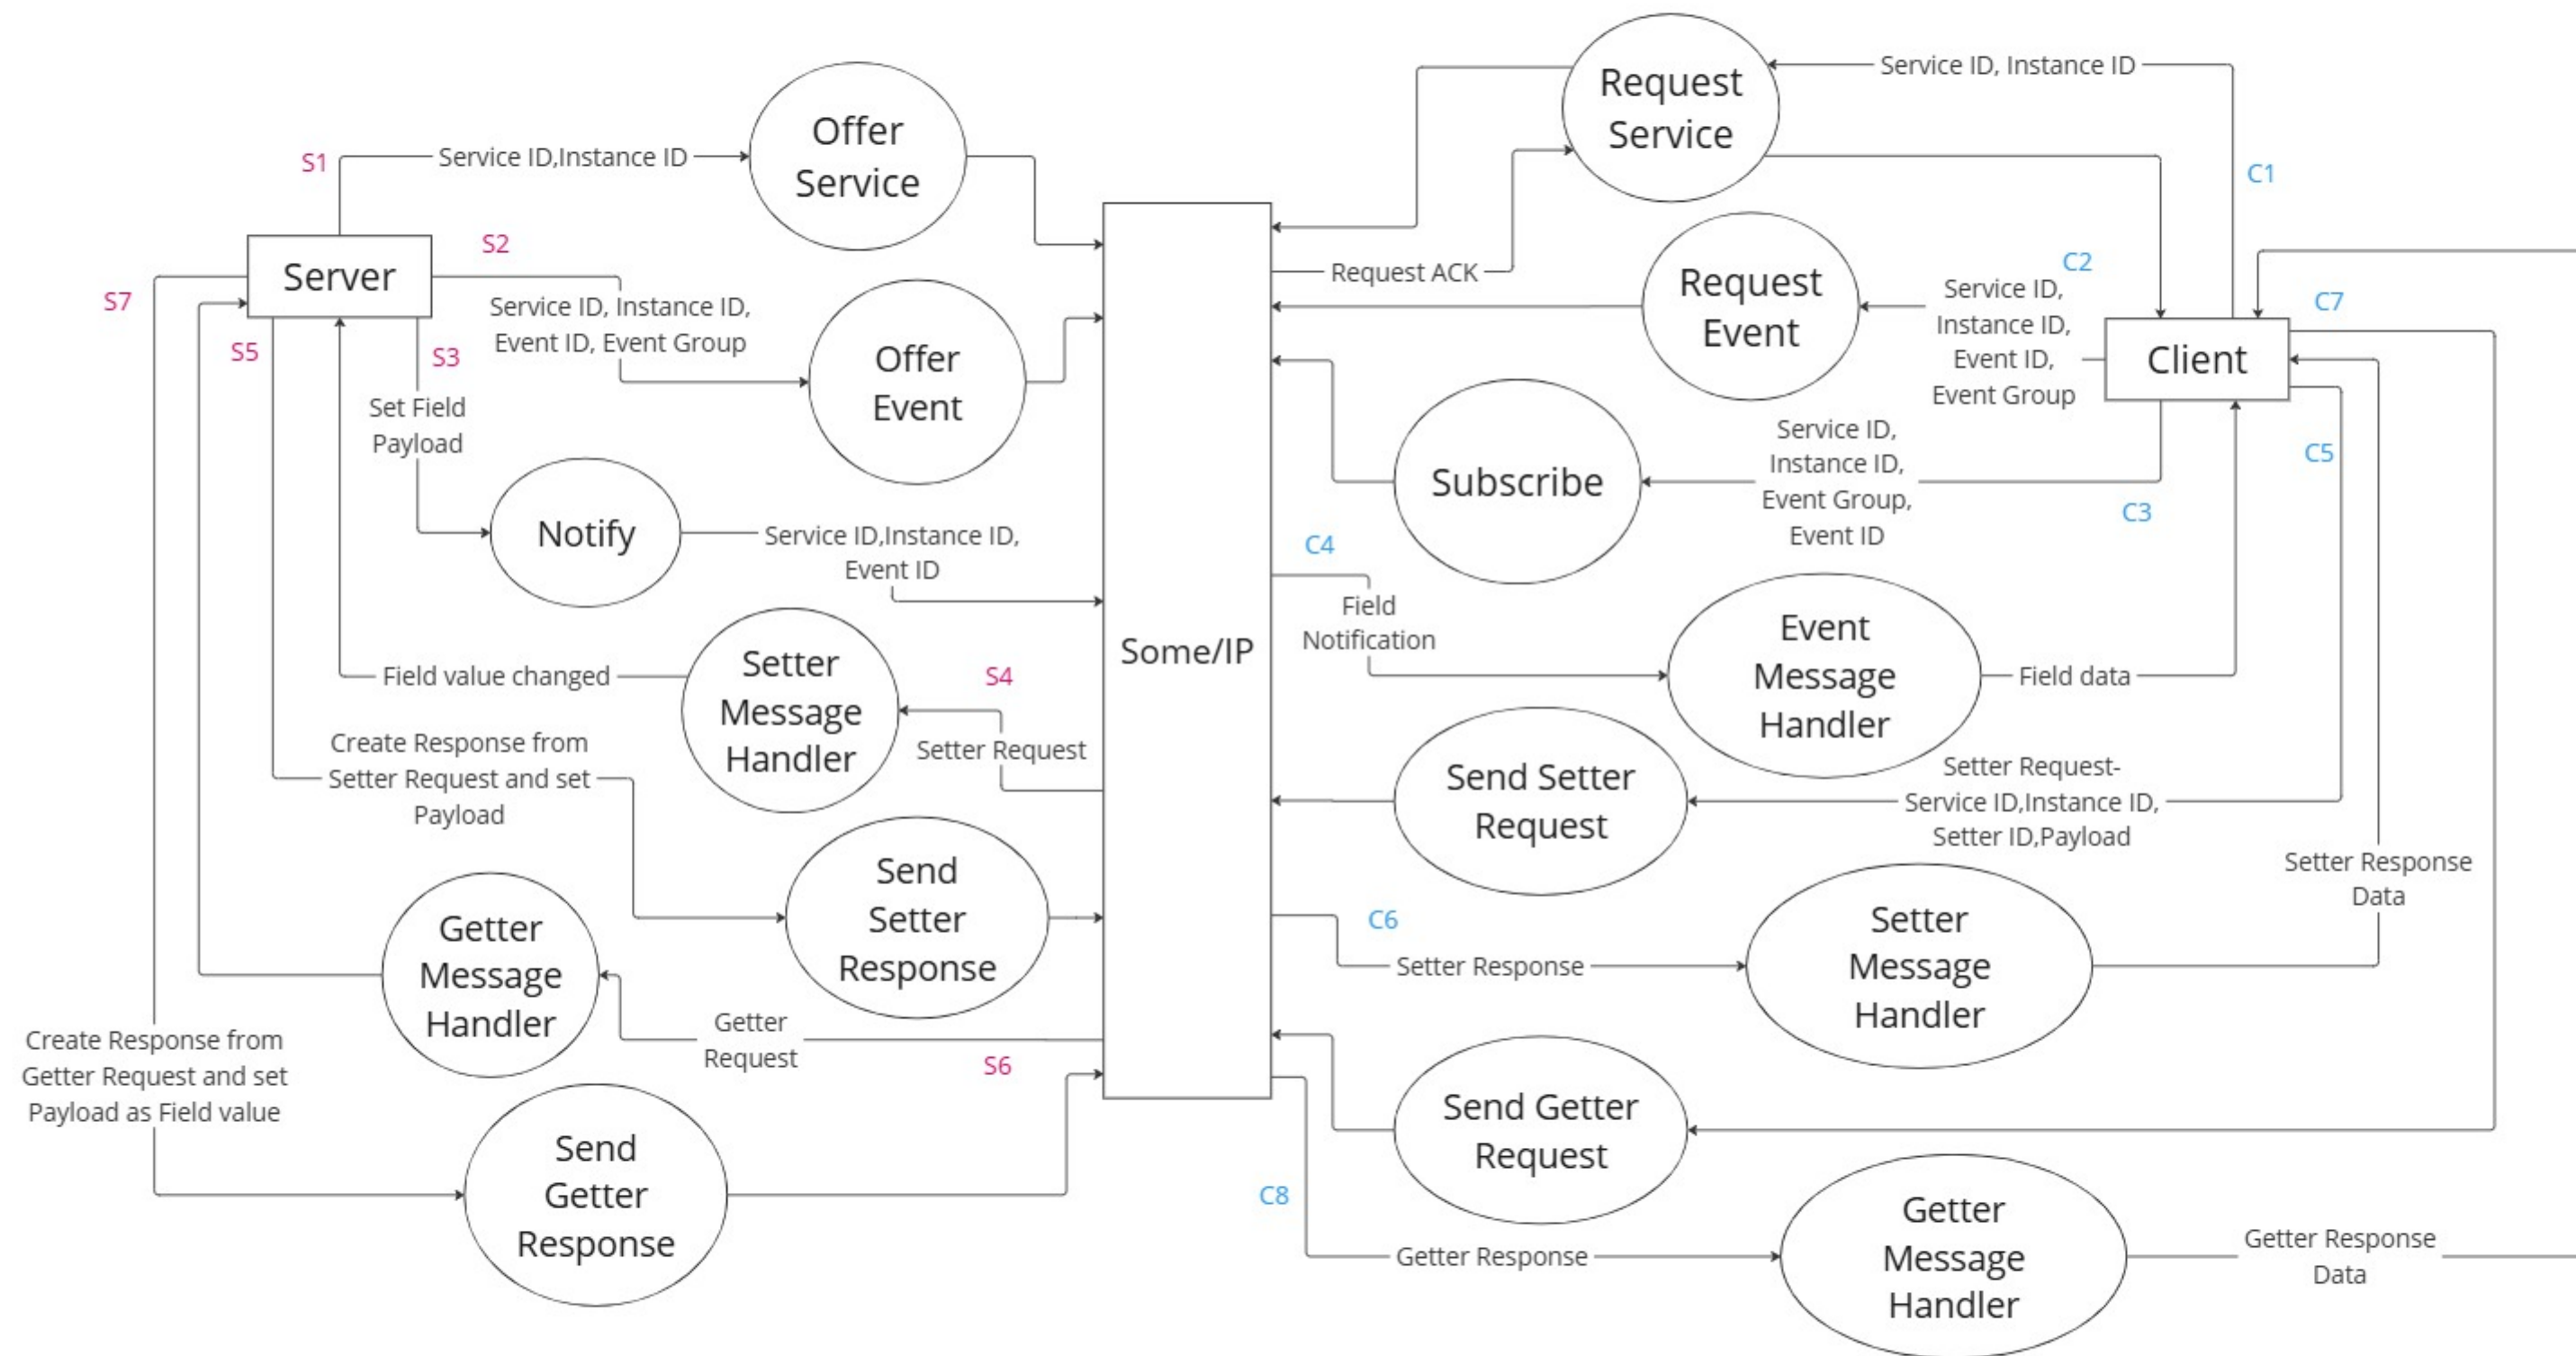 Request
Service
Service ID, Instance ID
Offer
Service
S1
Service ID,Instance ID
C1
Server
S2
S7
Service ID, Instance ID,
Event ID, Event Group
S5
S3
Offer
Event
Set Field
Payload
Notify
Service ID,Instance ID,
Event ID
Field value changed
Setter
Message
Handler
S4
Setter Request
Create Response from
Setter Request and set
Payload
Send
Setter
Response
Getter
Message
Handler
Getter
Request
S6
Create Response from
Getter Request and set
Payload as Field value
Send
Getter
Response
Some/IP
Request ACK
Request
Event
C2
Service ID,
Instance ID,
Event ID,
Event Group
Client
C7
Subscribe
Service ID,
Instance ID,
Event Group,
Event ID
C3
C5
C4
Field
Notification
Event
Message
Handler
Field data
Send Setter
Request
Setter Request-
Service ID,Instance ID,
Setter ID,Payload
Setter Response
Data
C6
Setter Response
Setter
Message
Handler
Send Getter
Request
C8
Getter Response
Getter
Message
Handler
Getter Response
Data